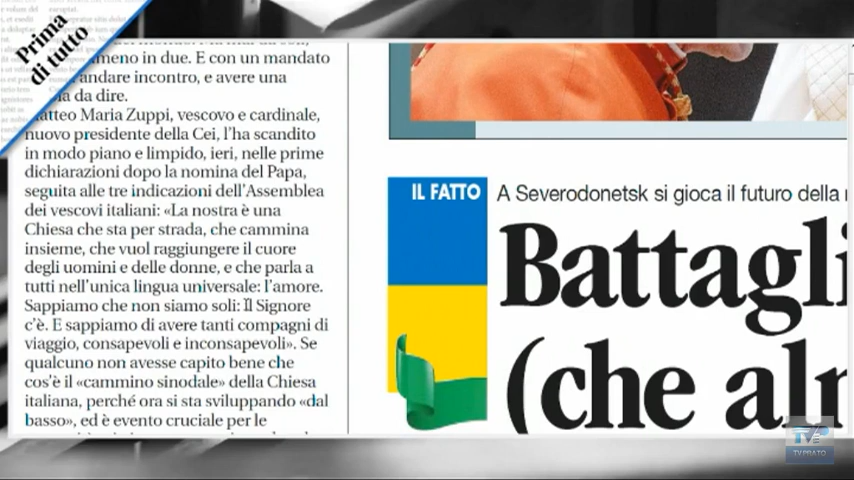 Prima
di tutto
meno in due. E con un mandato
andare incontro, e avere una
da dire.
Matteo Maria Zuppi, vescovo e cardinale,
nuovo presidente della Cei, l'ha scandito
in modo piano e limpido, ieri, nelle prime
dichiarazioni dopo la nomina del Papa,
seguita alle tre indicazioni dell'Assemblea
dei vescovi italiani: «La nostra è una
Chiesa che sta per strada, che cammina
insieme, che vuol raggiungere il cuore
degli uomini e delle donne, e che parla a
tutti nell'unica lingua universale: l'amore.
Sappiamo che non siamo soli: Il Signore
c'è. E sappiamo di avere tanti compagni di
viaggio, consapevoli e inconsapevoli». Se
qualcuno non avesse capito bene che
cos'è il «cammino sinodale» della Chiesa
italiana, perché ora si sta sviluppando «dal
basso», ed è evento cruciale per le
IL FATTO
A Severodonetsk si gioca il futuro della
Battagli
(che aln
TV PRATO